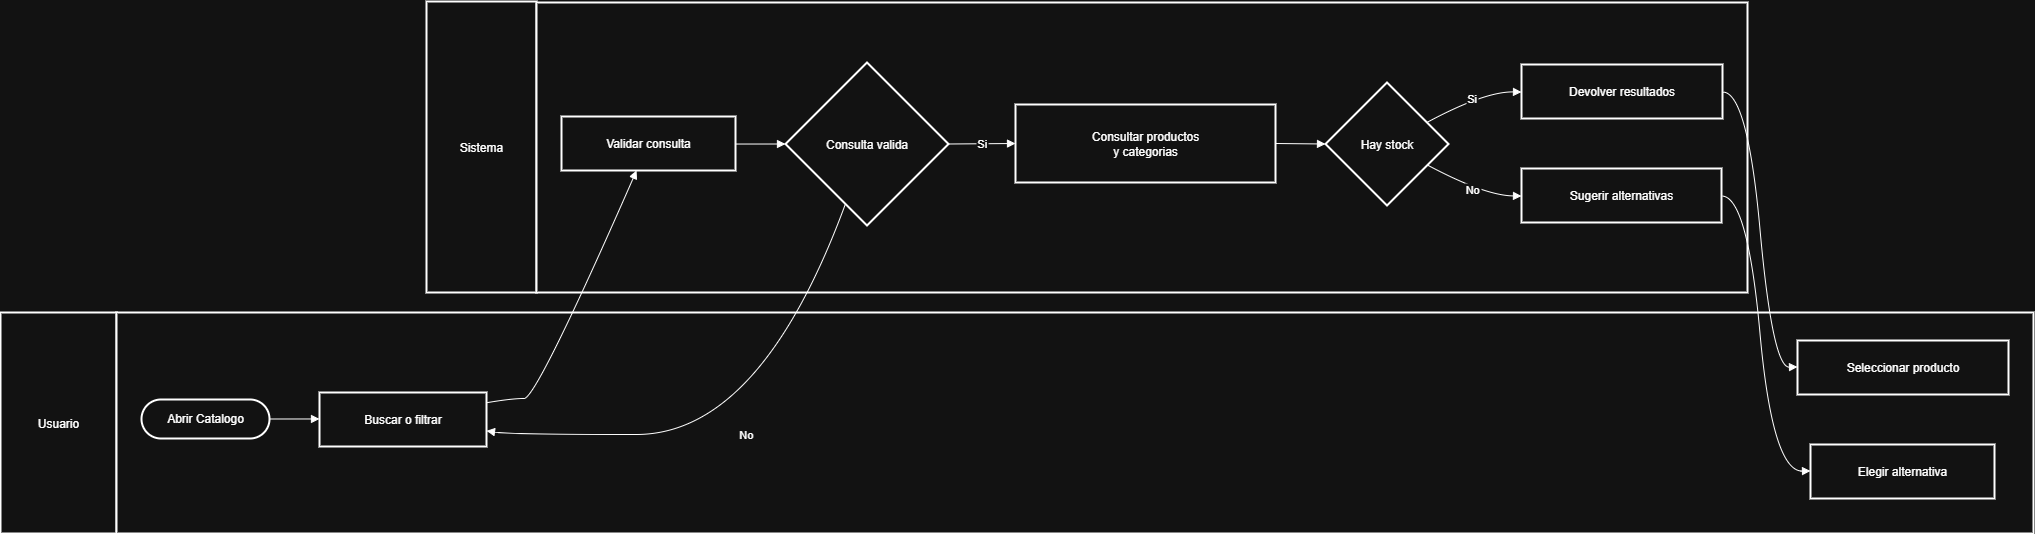 Sistema
Validar consulta
Consulta valida
Si
Consultar productos
y categorias
Hay stock
Si
Devolver resultados
No
Sugerir alternativas
Usuario
Abrir Catalogo
Buscar o filtrar
No
Seleccionar producto
Elegir alternativa